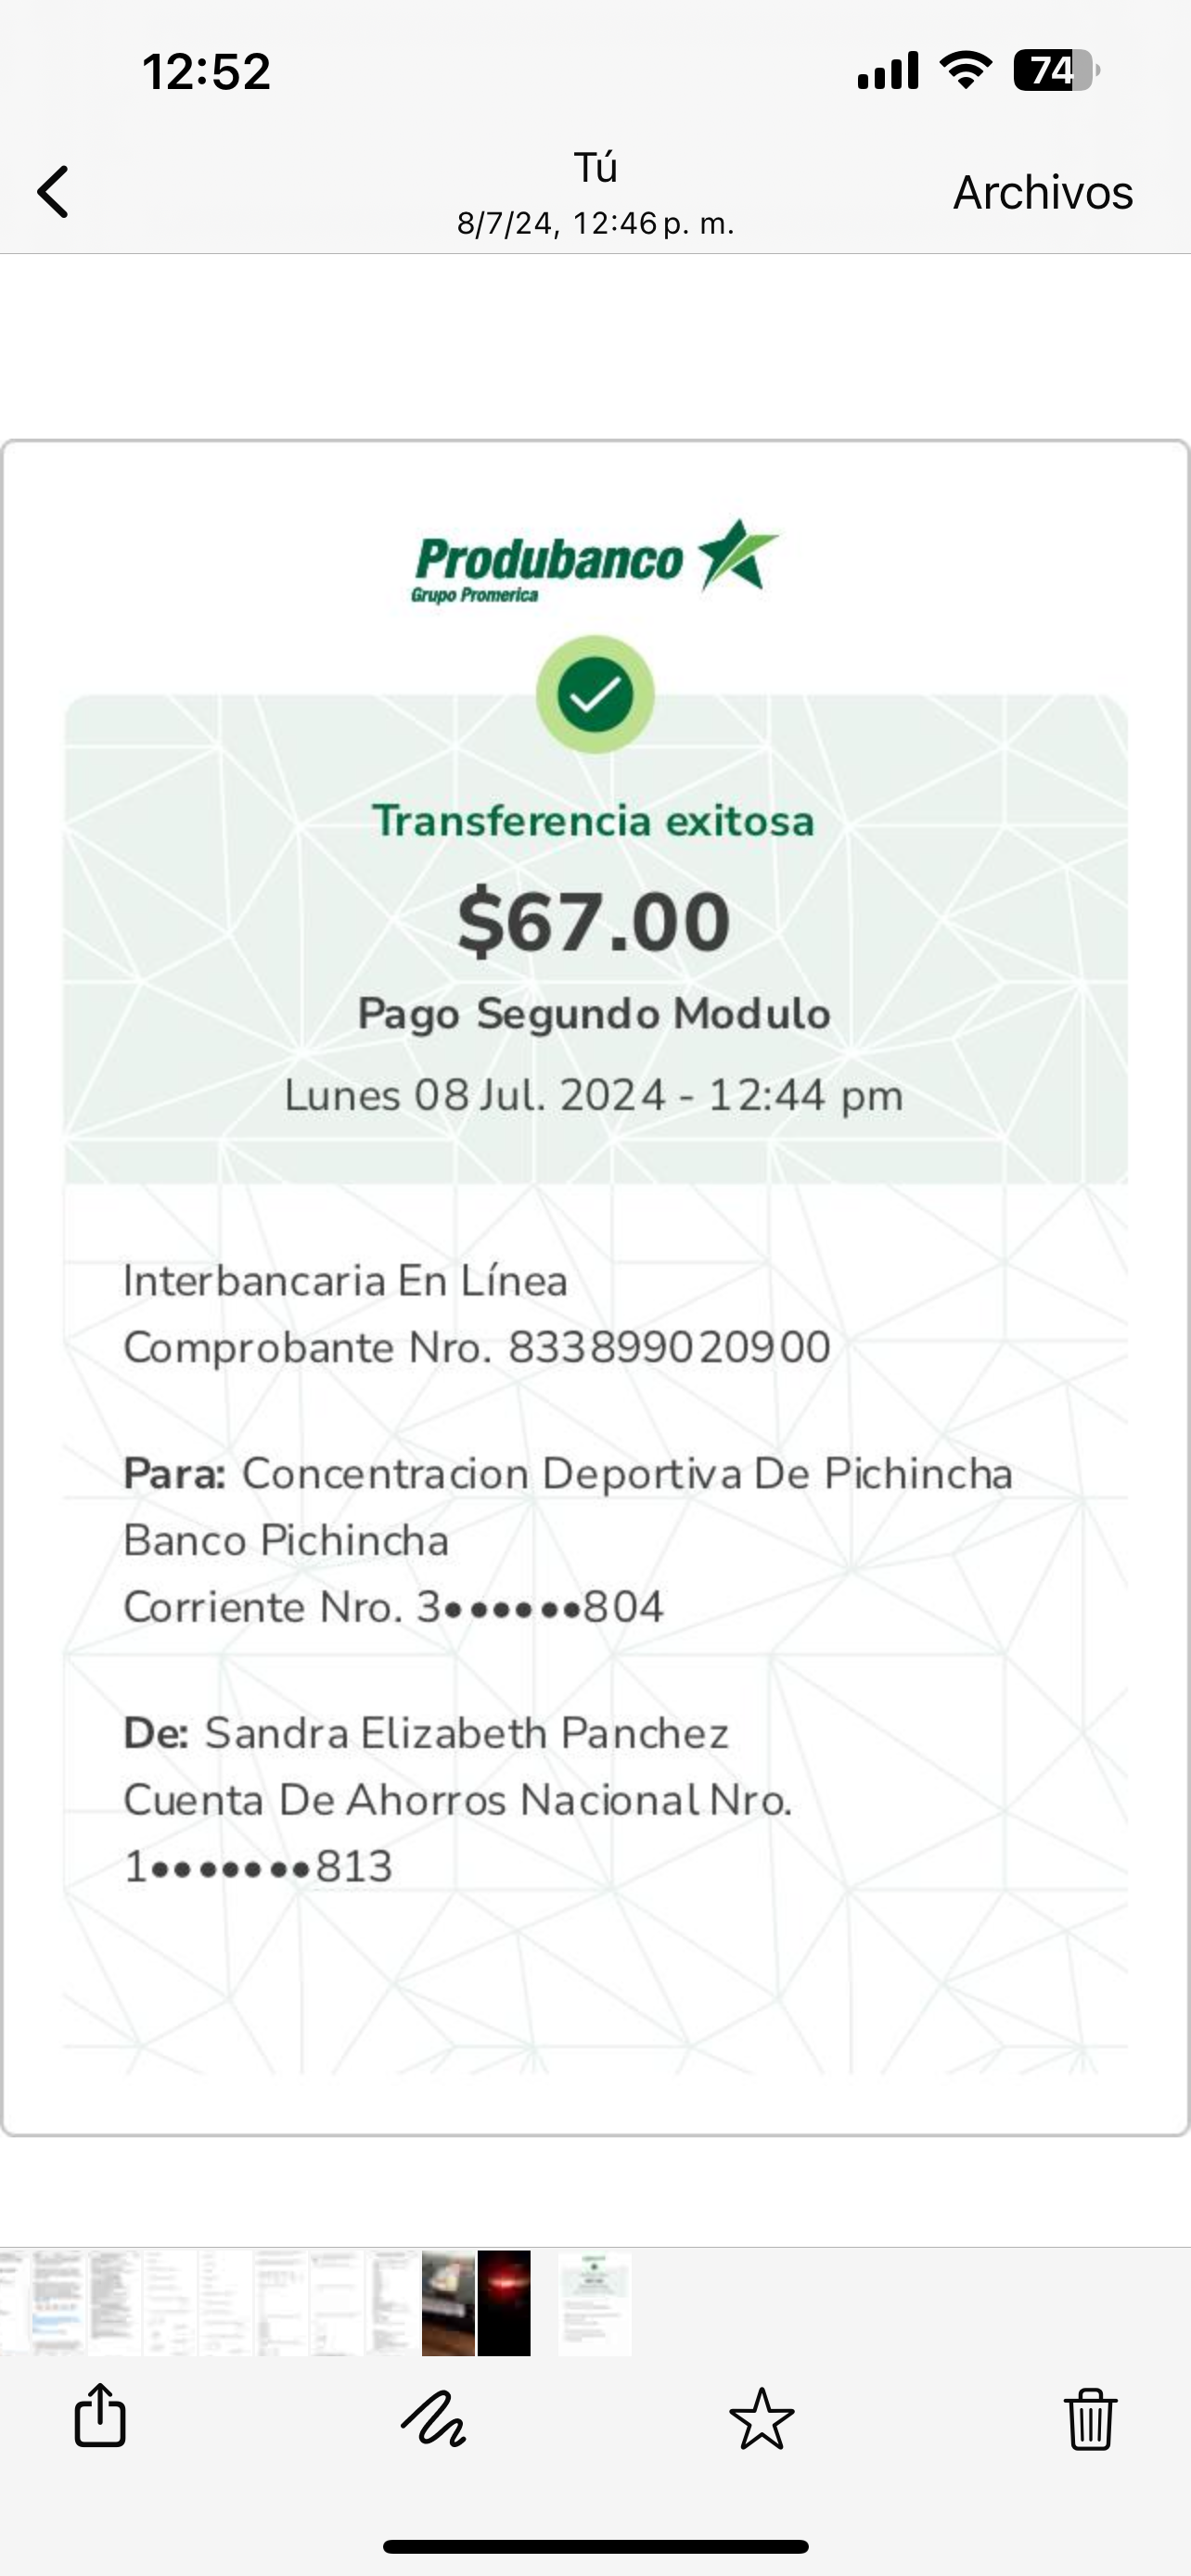 12:52
74
Tú
8/7/24, 12:46 p. m.
Archivos
Produbanco
Grupo Promerica
Transferencia exitosa
$67.00
Pago Segundo Modulo
Lunes 08 Jul. 2024 - 12:44 pm
Interbancaria En Línea
Comprobante Nro. 833899020900
Para: Concentracion Deportiva De Pichincha
Banco Pichincha
Corriente Nro. 3••••••804
De: Sandra Elizabeth Panchez
Cuenta De Ahorros Nacional Nro.
1•••••••813